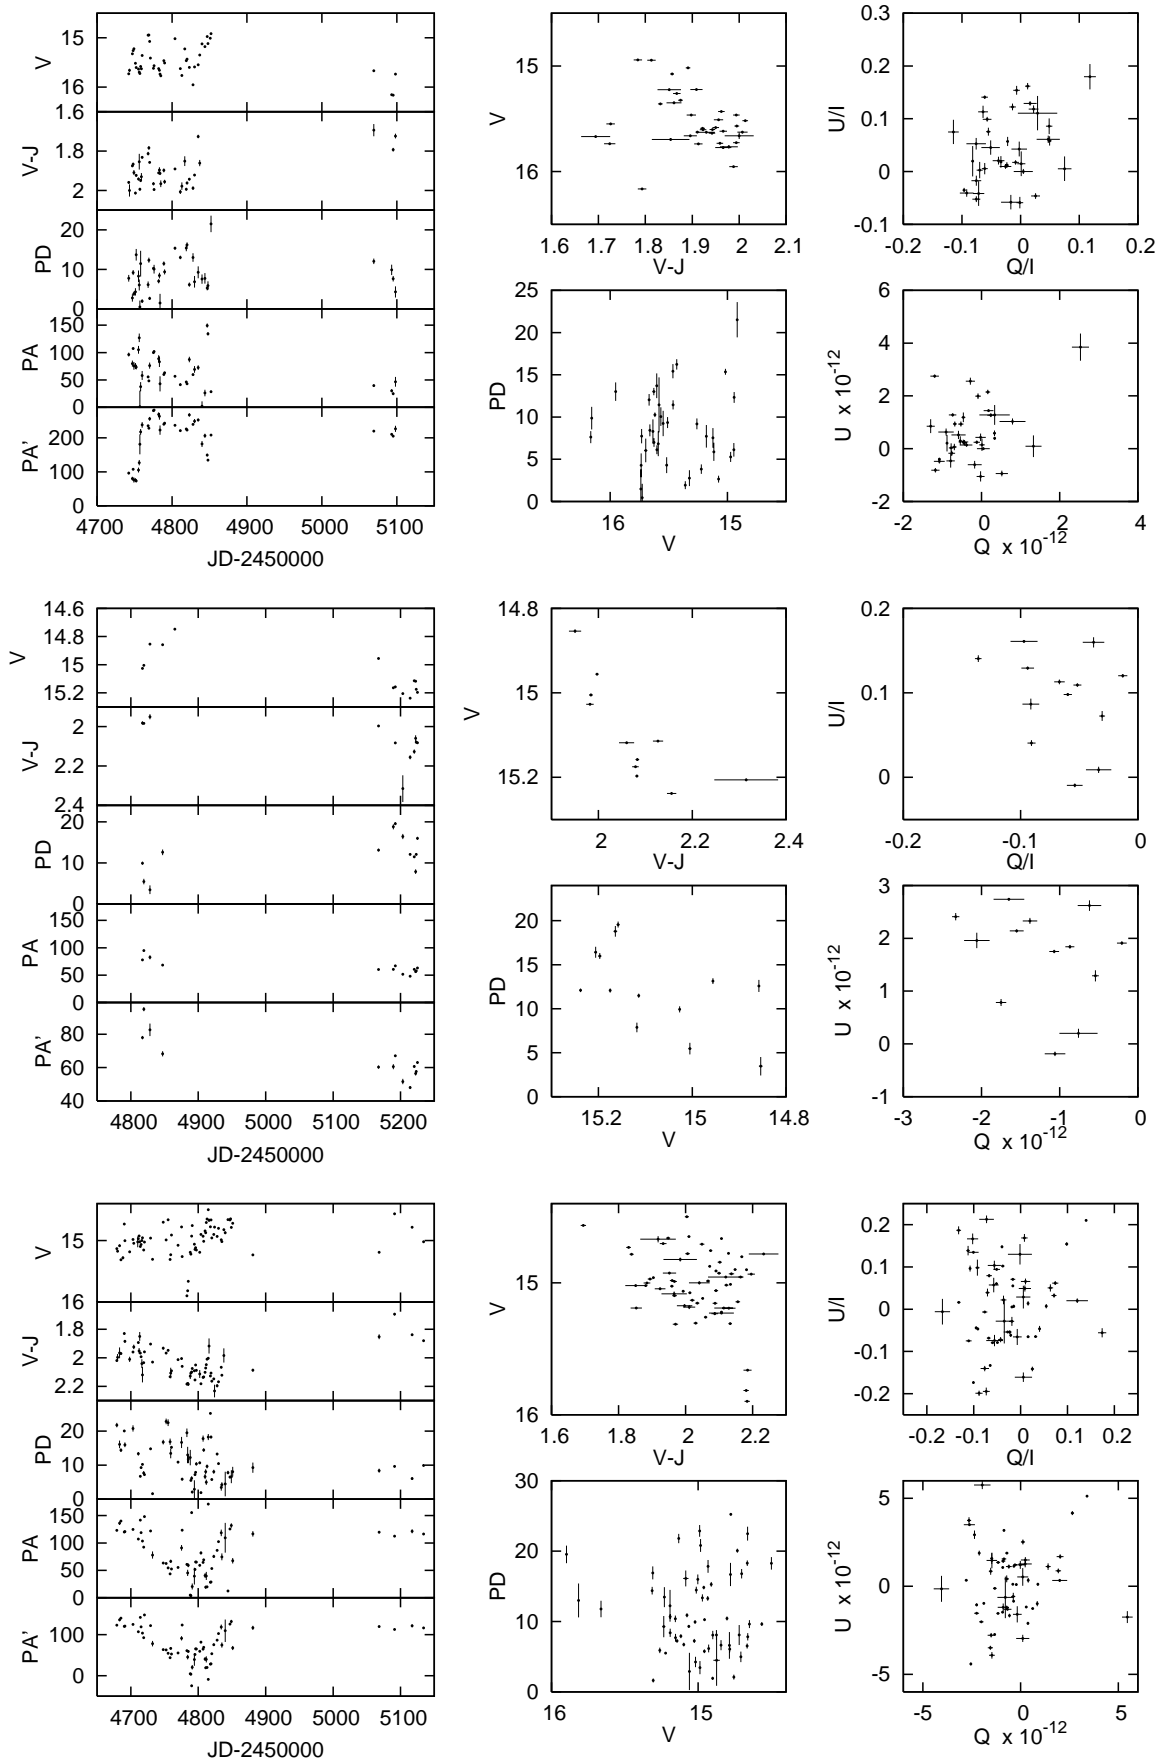 15
16
V
1.6
1.8
2
V-J
20
10
0
PD
150
100
50
0
PA
200
100
0
PA'
4700 4800 4900 5000 5100
JD-2450000
15
16
V
1.6 1.7 1.8 1.9 2 2.1
V-J
0.3
0.2
0.1
0
-0.1
U/I
-0.2 -0.1 0 0.1 0.2
Q/I
25
20
15
10
5
0
PD
16 15
V
6
4
2
0
-2
U x 10^-12
-2 0 2 4
Q x 10^-12
14.6
14.8
15
15.2
V
2
2.2
2.4
V-J
20
10
0
PD
150
100
50
0
PA
80
60
40
PA'
4800 4900 5000 5100 5200
JD-2450000
14.8
15
15.2
V
2 2.2 2.4
V-J
0.2
0.1
0
U/I
-0.2 -0.1 0
Q/I
20
15
10
5
0
PD
15.2 15 14.8
V
3
2
1
0
-1
U x 10^-12
-3 -2 -1 0
Q x 10^-12
15
16
V
1.8
2
2.2
V-J
20
10
0
PD
150
100
50
0
PA
100
0
PA'
4700 4800 4900 5000 5100
JD-2450000
15
16
V
1.6 1.8 2 2.2
V-J
0.2
0.1
0
-0.1
-0.2
U/I
-0.2 -0.1 0 0.1 0.2
Q/I
30
20
10
0
PD
16 15
V
5
0
-5
U x 10^-12
-5 0 5
Q x 10^-12